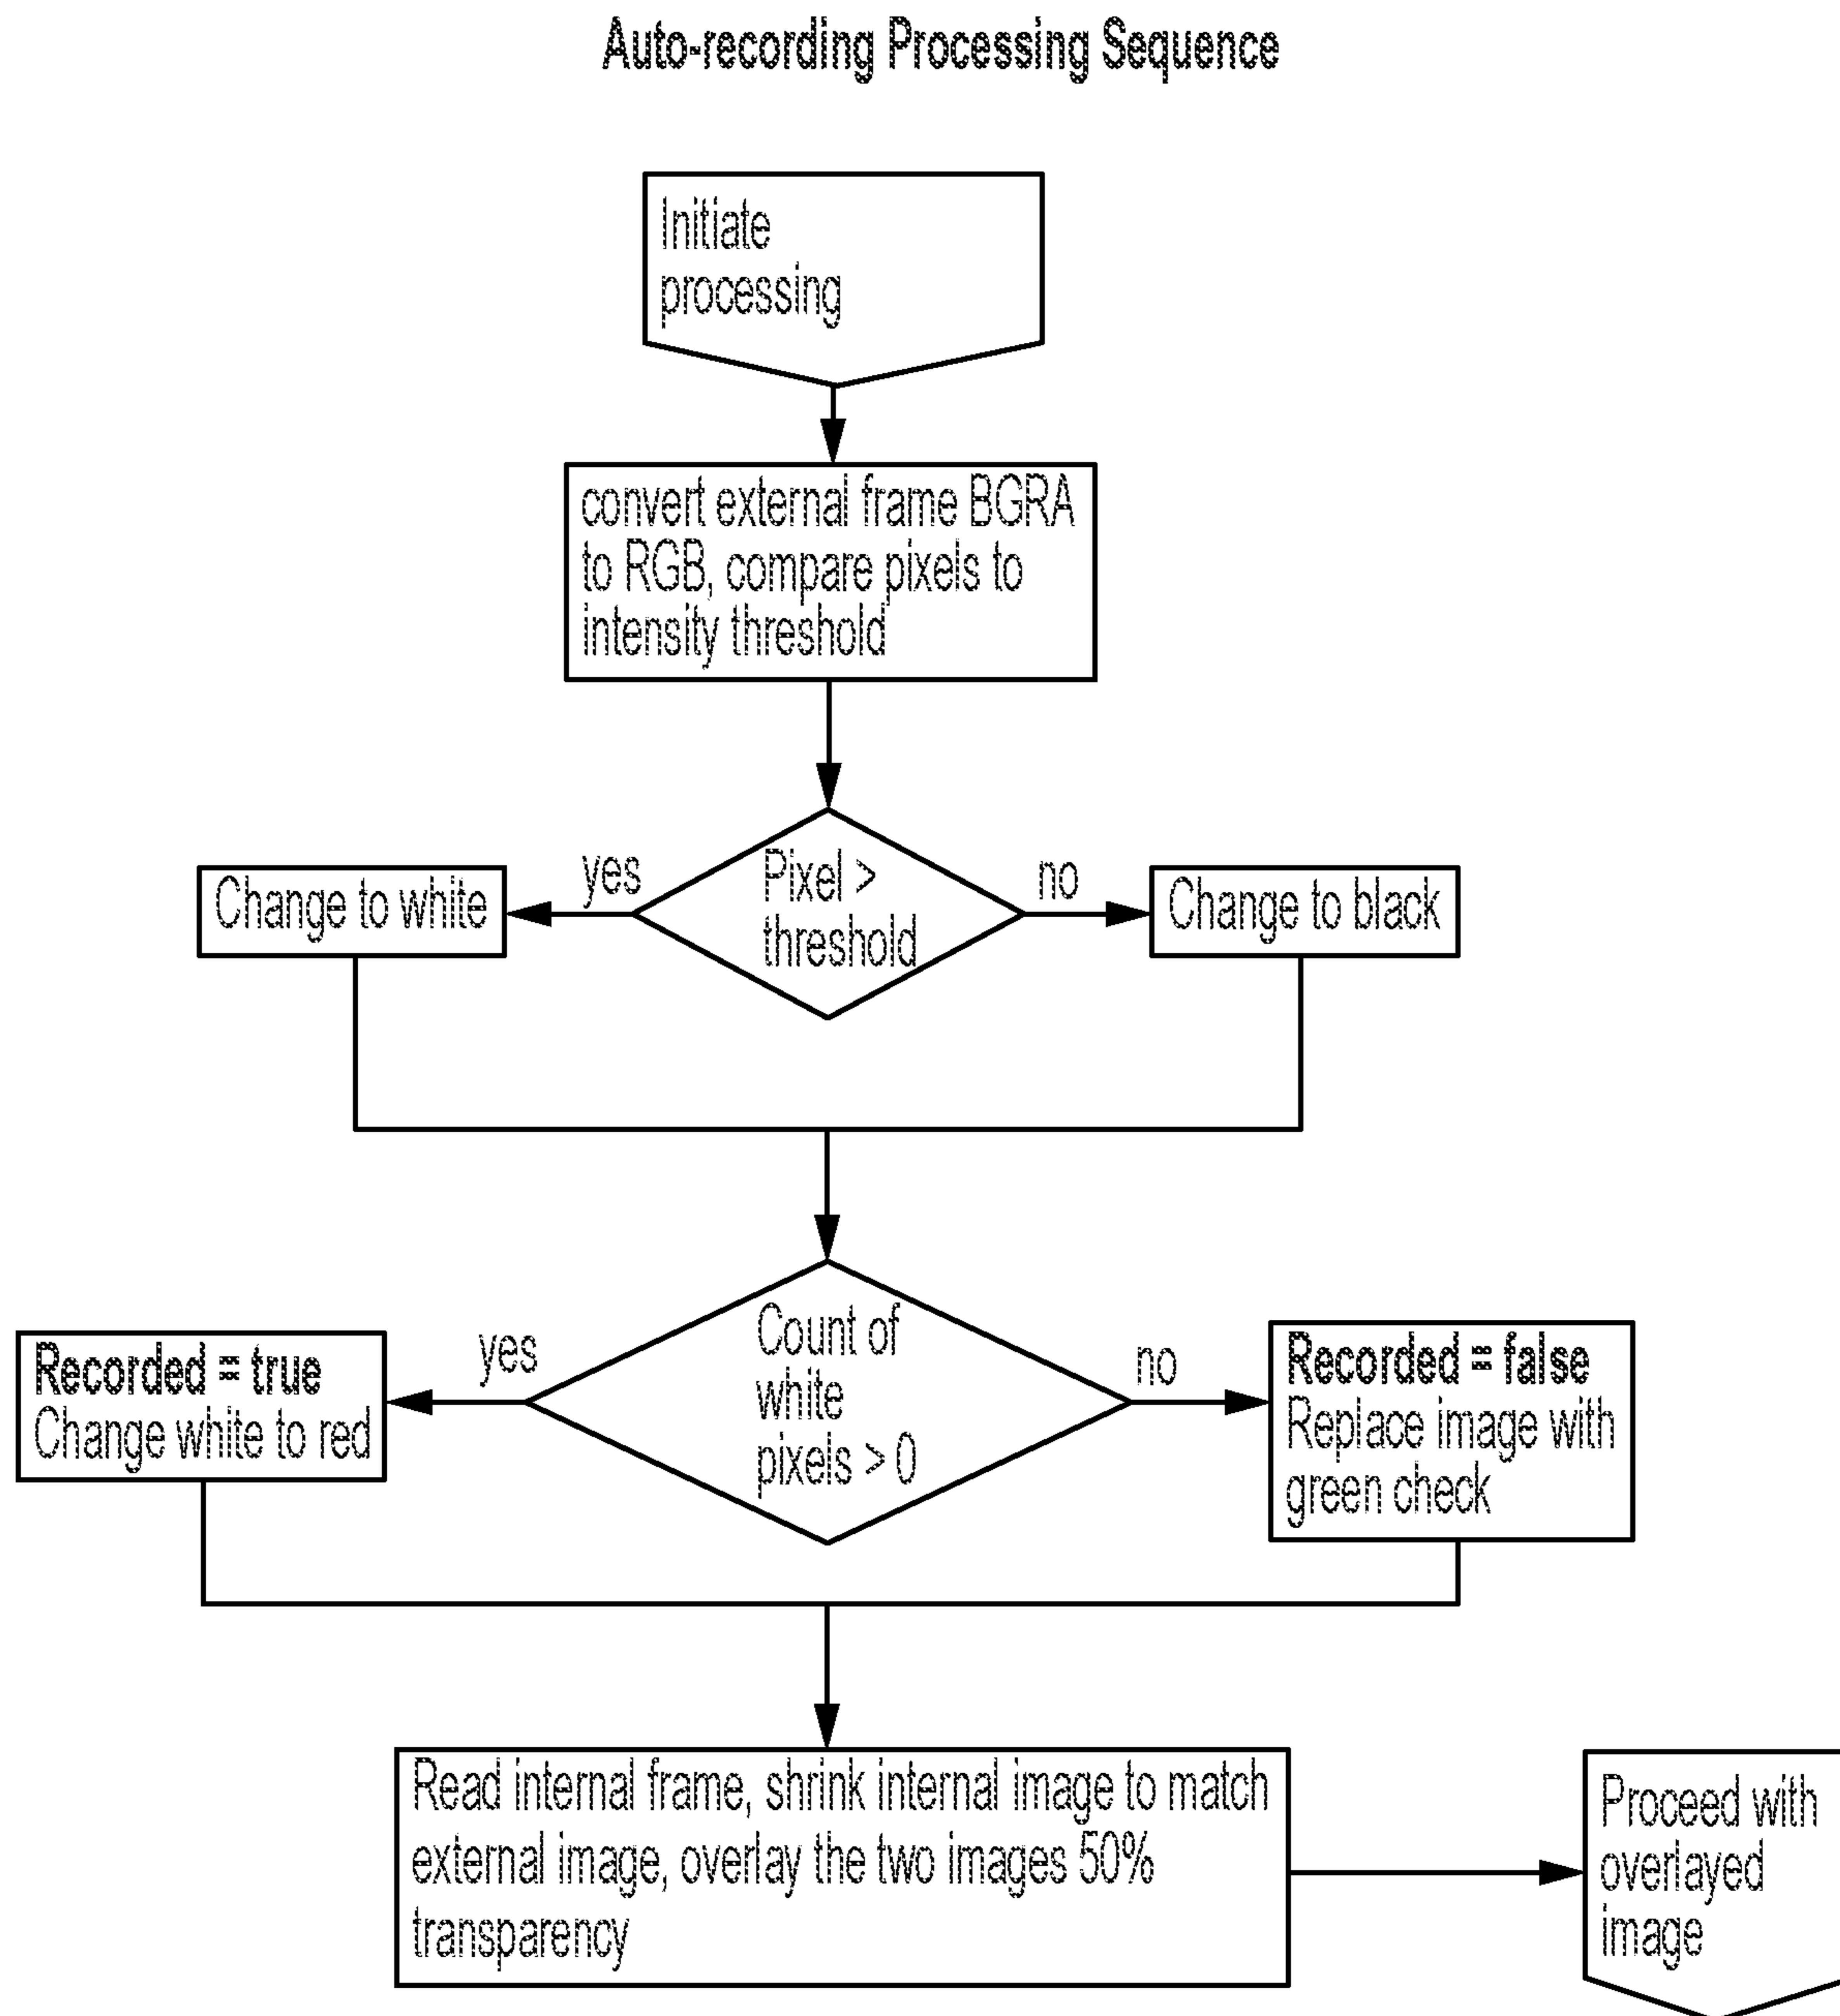 Auto-recording Processing Sequence
Initiate
processing
convert external frame BGRA
to RGB, compare pixels to
intensity threshold
Pixel >
threshold
yes
no
Change to white
Change to black
Count of
white
pixels > 0
yes
no
Recorded = true
Change white to red
Recorded = false
Replace image with
green check
Read internal frame, shrink internal image to match
external image, overlay the two images 50%
transparency
Proceed with
overlayed
image